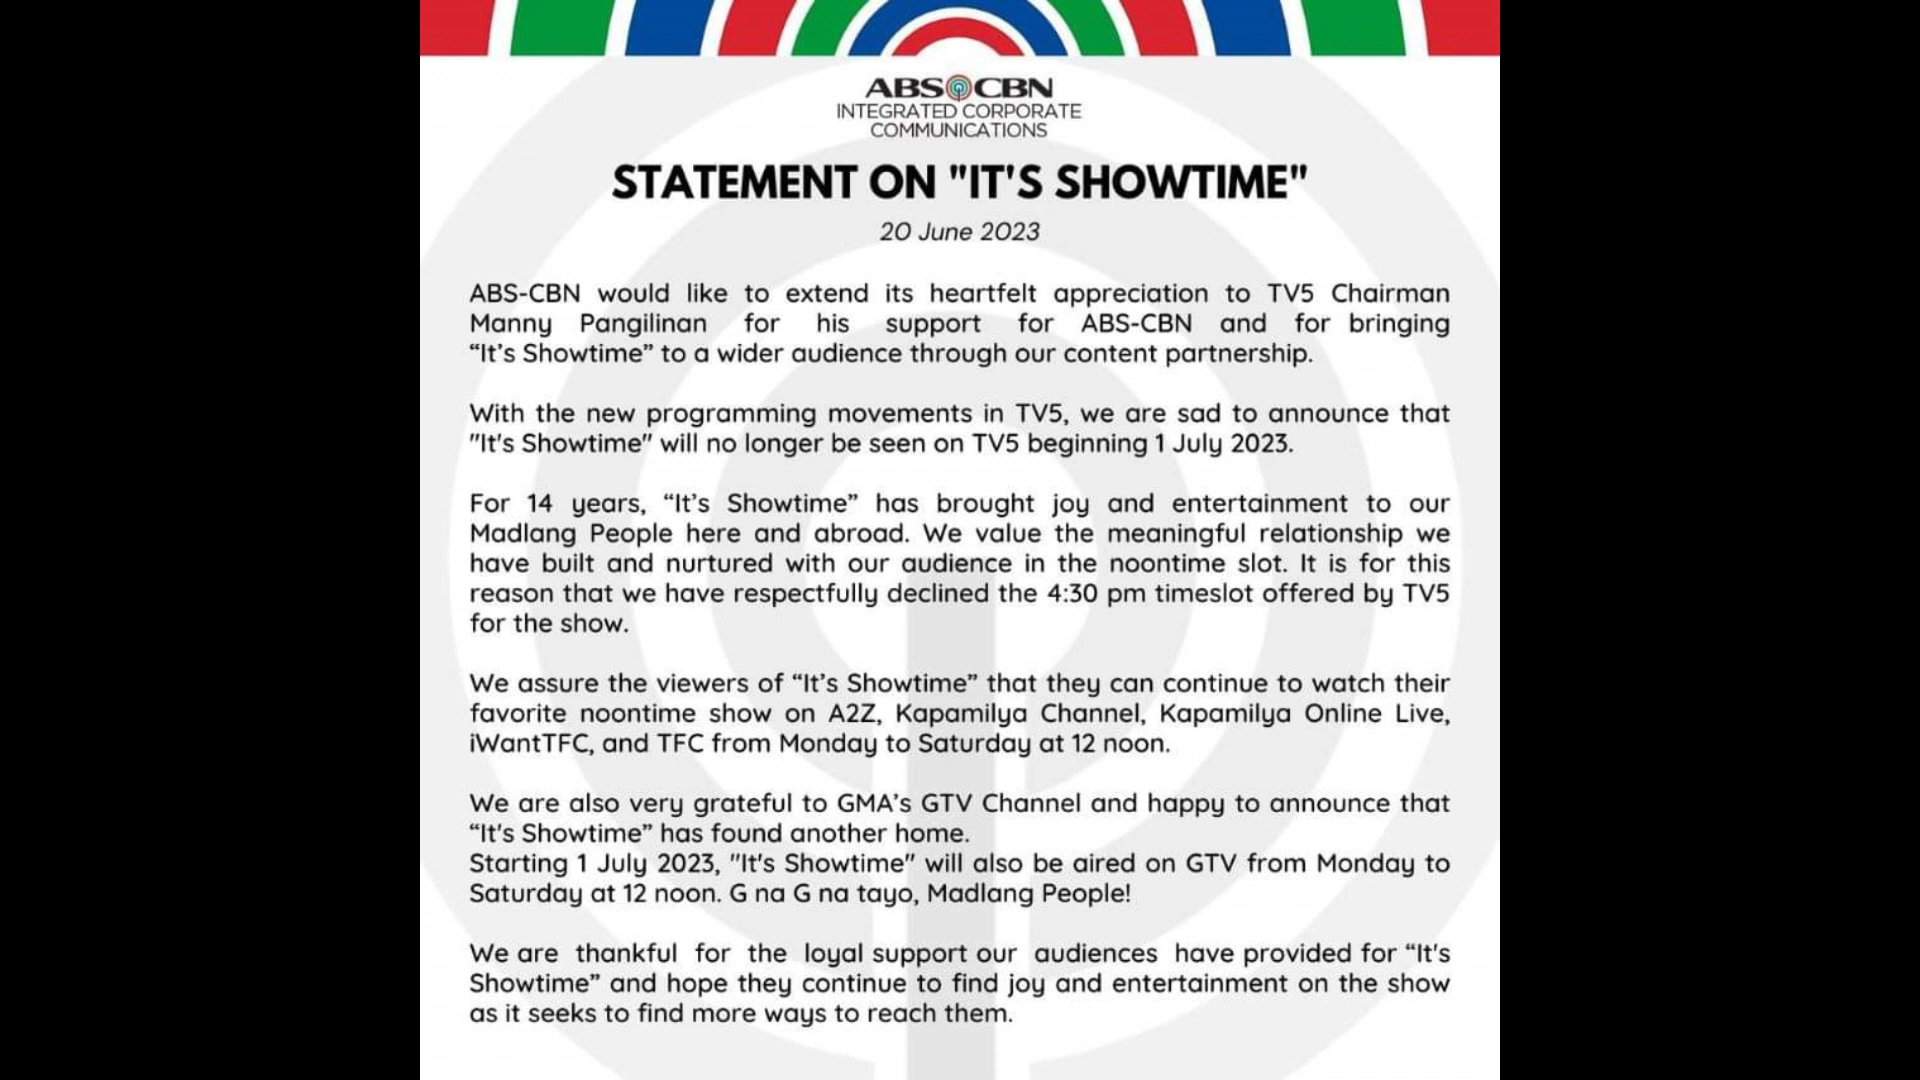 ABS-CBN
INTEGRATED CORPORATE
COMMUNICATIONS
STATEMENT ON "IT'S SHOWTIME"
20 June 2023
ABS-CBN would like to extend its heartfelt appreciation to TV5 Chairman
Manny Pangilinan for his support for ABS-CBN and for bringing
“It’s Showtime” to a wider audience through our content partnership.
With the new programming movements in TV5, we are sad to announce that
"It's Showtime" will no longer be seen on TV5 beginning 1 July 2023.
For 14 years, “It’s Showtime” has brought joy and entertainment to our
Madlang People here and abroad. We value the meaningful relationship we
have built and nurtured with our audience in the noontime slot. It is for this
reason that we have respectfully declined the 4:30 pm timeslot offered by TV5
for the show.
We assure the viewers of “It’s Showtime” that they can continue to watch their
favorite noontime show on A2Z, Kapamilya Channel, Kapamilya Online Live,
iWantTFC, and TFC from Monday to Saturday at 12 noon.
We are also very grateful to GMA’s GTV Channel and happy to announce that
“It's Showtime” has found another home.
Starting 1 July 2023, "It's Showtime" will also be aired on GTV from Monday to
Saturday at 12 noon. G na G na tayo, Madlang People!
We are thankful for the loyal support our audiences have provided for “It's
Showtime” and hope they continue to find joy and entertainment on the show
as it seeks to find more ways to reach them.